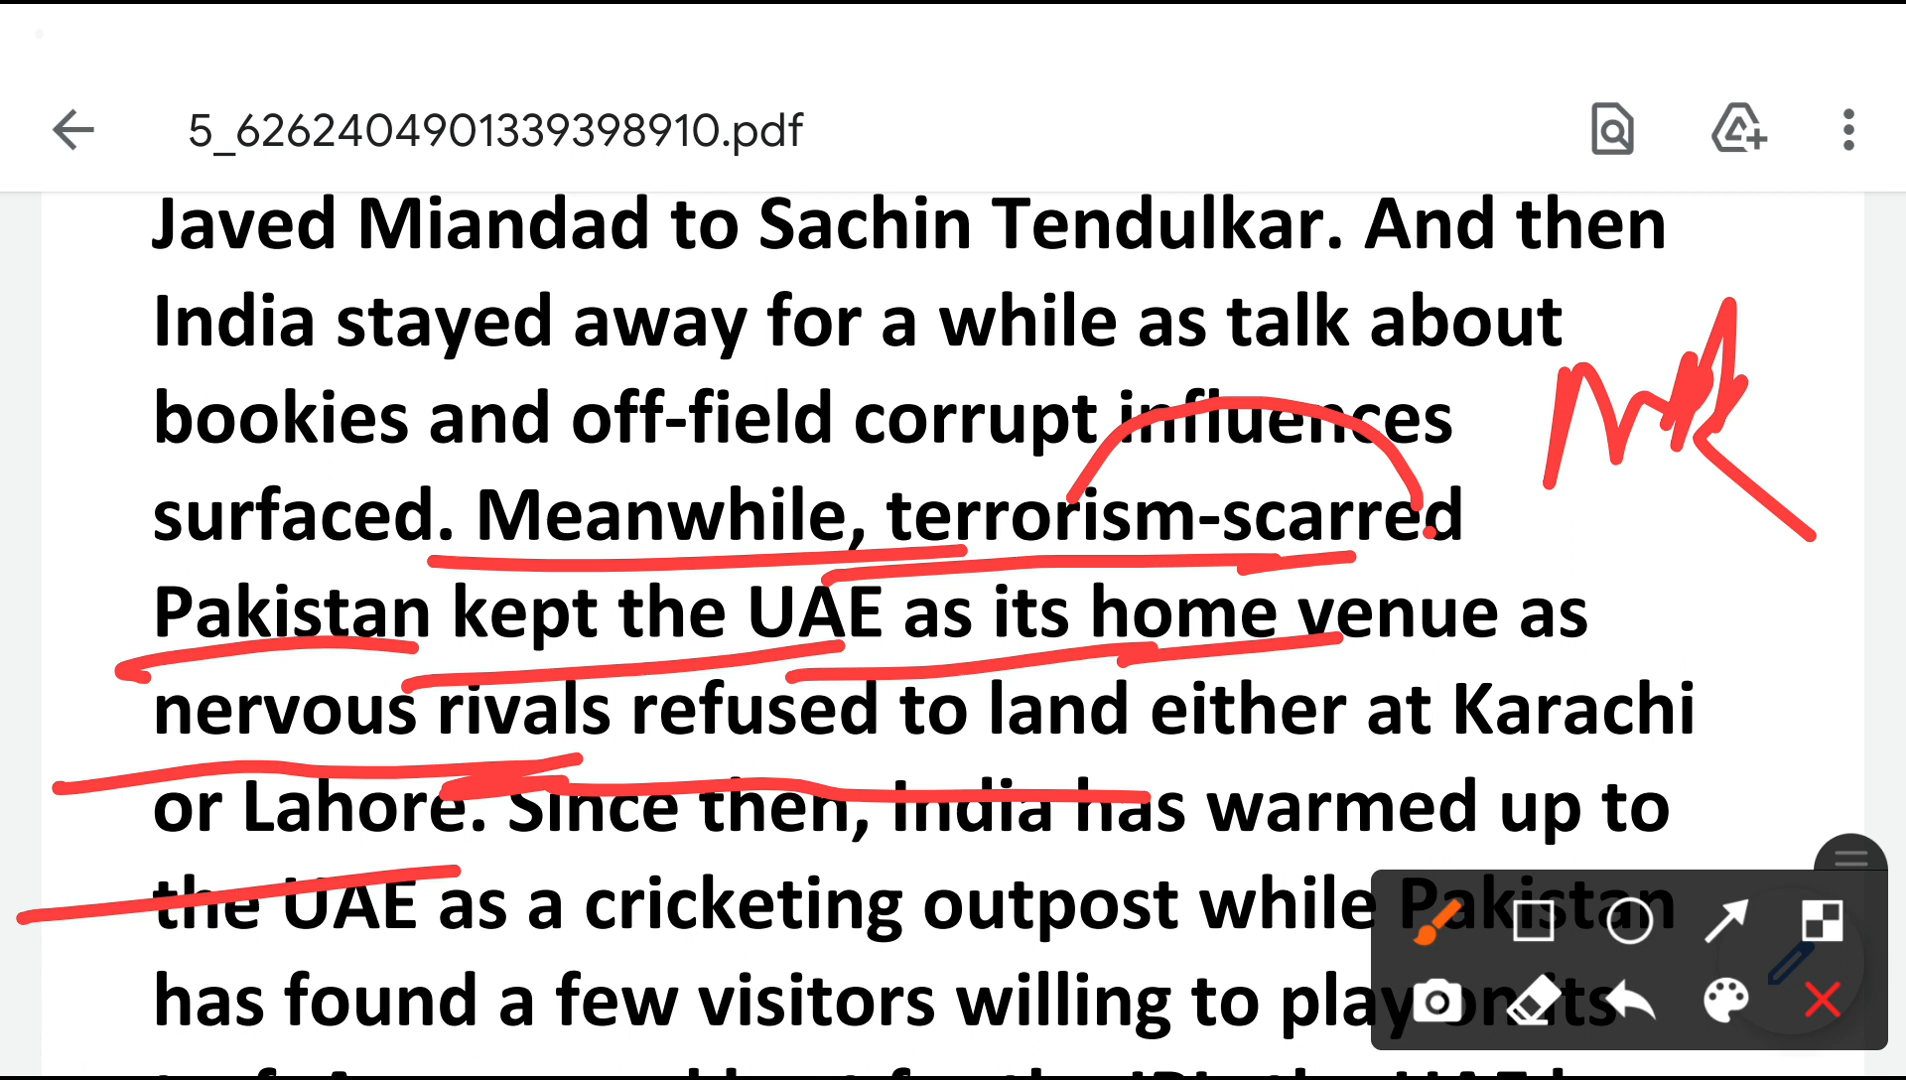 5_6262404901339398910.pdf
Javed Miandad to Sachin Tendulkar. And then
India stayed away for a while as talk about
bookies and off-field corrupt influences
surfaced. Meanwhile, terrorism-scarred
Pakistan kept the UAE as its home venue as
nervous rivals refused to land either at Karachi
or Lahore. Since then, India has warmed up to
the UAE as a cricketing outpost while Pakistan
has found a few visitors willing to play on its